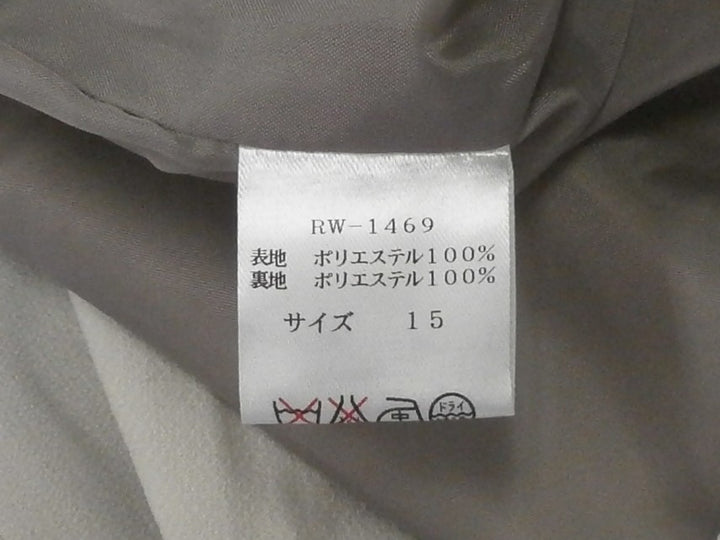 RW-1469
表地 ポリエステル100%
裏地 ポリエステル100%
サイズ 15
中 ドライ